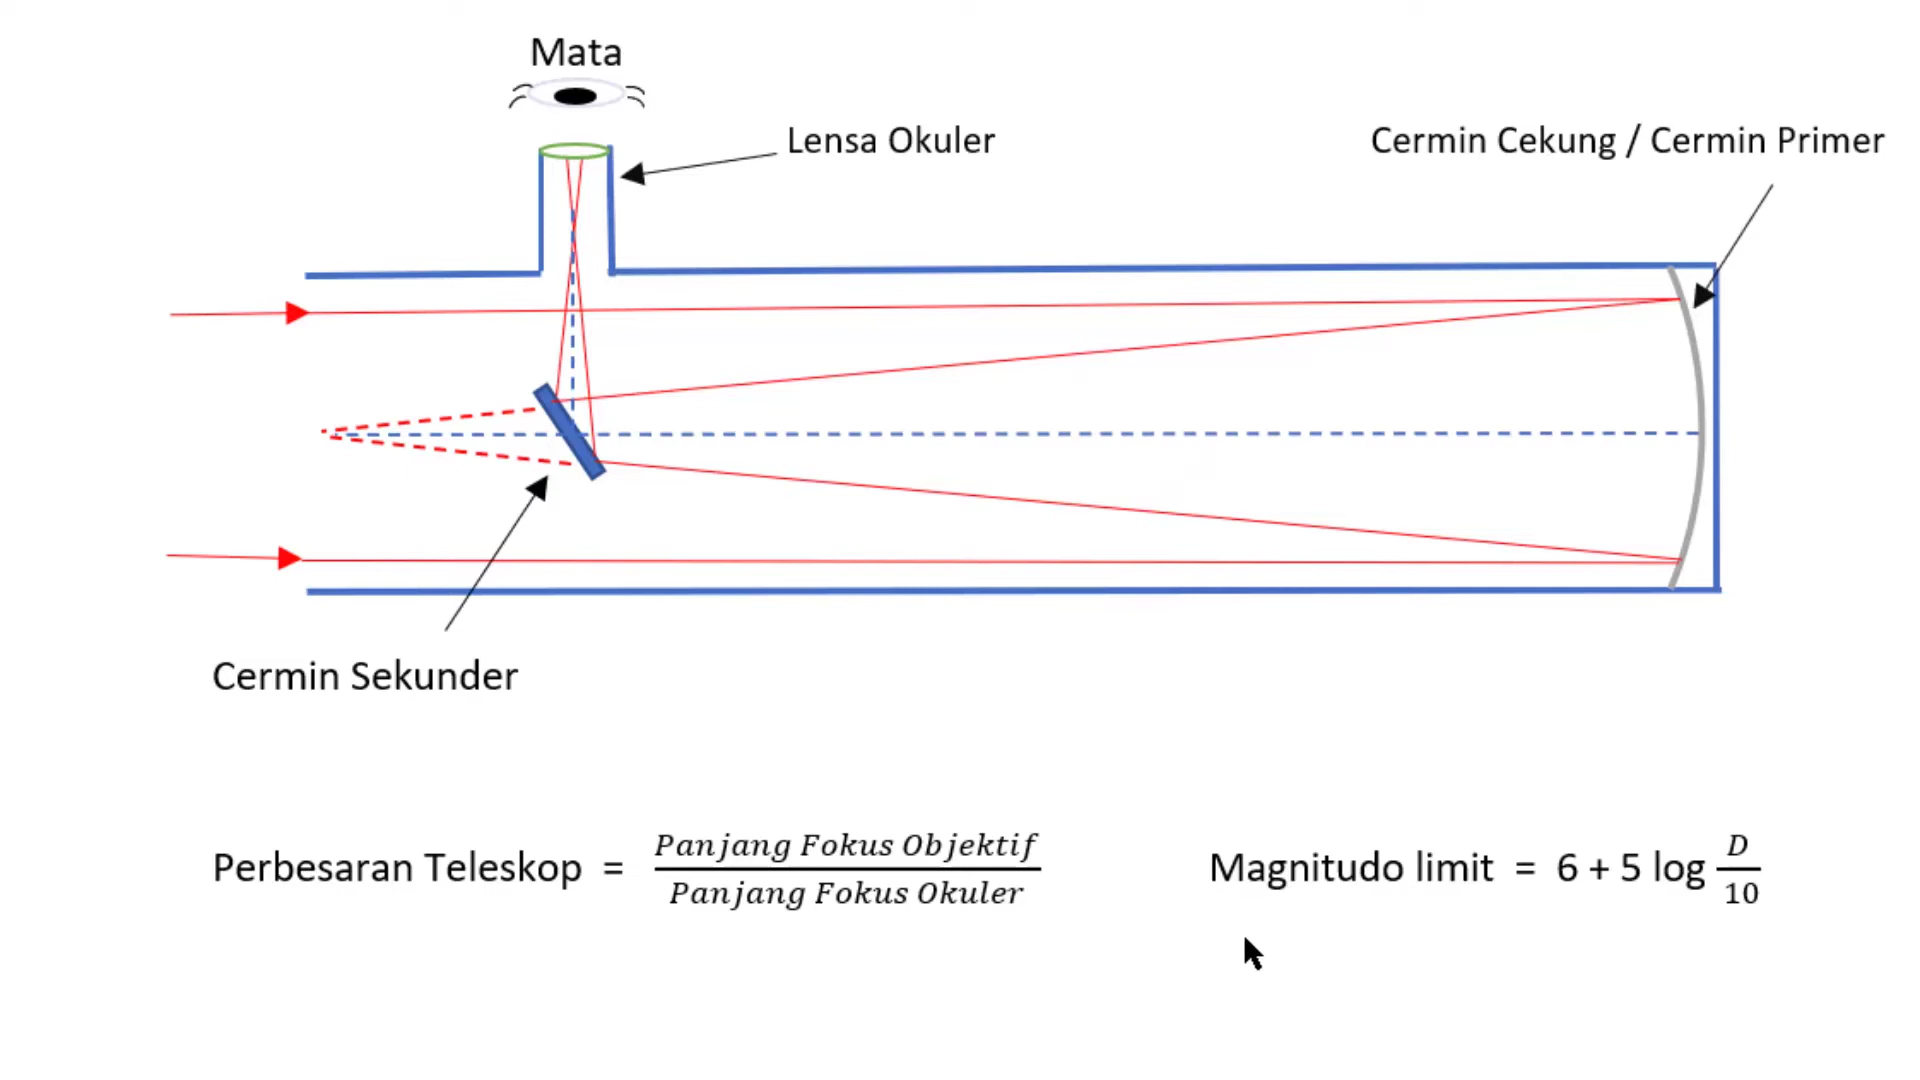 Mata
Lensa Okuler
Cermin Cekung / Cermin Primer
Cermin Sekunder
Perbesaran Teleskop = Panjang Fokus Objektif / Panjang Fokus Okuler
Magnitudo limit = 6 + 5 log D / 10